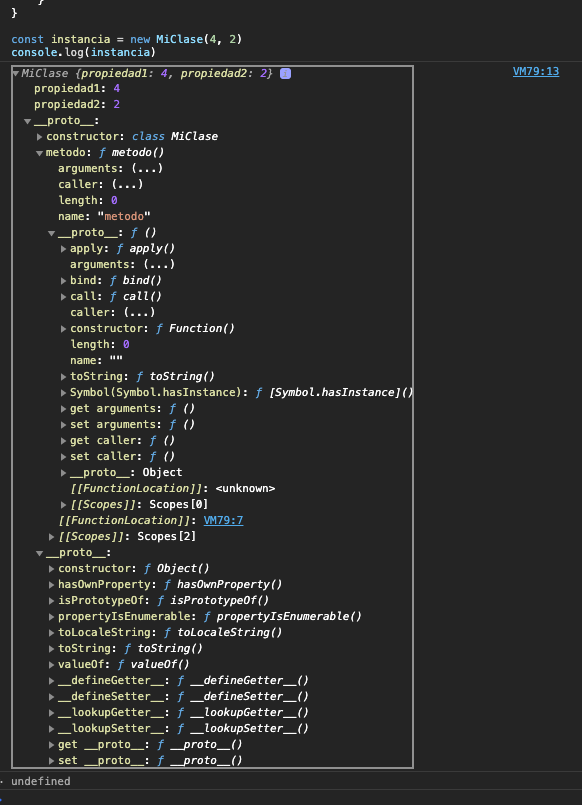 }
}
const instancia = new MiClase(4, 2)
console.log(instancia)
MiClase {propiedad1: 4, propiedad2: 2} i VM79:13
propiedad1: 4
propiedad2: 2
__proto__:
constructor: class MiClase
metodo: ƒ metodo()
arguments: (...)
caller: (...)
length: 0
name: "metodo"
__proto__: ƒ ()
apply: ƒ apply()
arguments: (...)
bind: ƒ bind()
call: ƒ call()
caller: (...)
constructor: ƒ Function()
length: 0
name: ""
toString: ƒ toString()
Symbol(Symbol.hasInstance): ƒ [Symbol.hasInstance]()
get arguments: ƒ ()
set arguments: ƒ ()
get caller: ƒ ()
set caller: ƒ ()
__proto__: Object
[[FunctionLocation]]: <unknown>
[[Scopes]]: Scopes[0]
[[FunctionLocation]]: VM79:7
[[Scopes]]: Scopes[2]
__proto__:
constructor: ƒ Object()
hasOwnProperty: ƒ hasOwnProperty()
isPrototypeOf: ƒ isPrototypeOf()
propertyIsEnumerable: ƒ propertyIsEnumerable()
toLocaleString: ƒ toLocaleString()
toString: ƒ toString()
valueOf: ƒ valueOf()
__defineGetter__: ƒ __defineGetter__()
__defineSetter__: ƒ __defineSetter__()
__lookupGetter__: ƒ __lookupGetter__()
__lookupSetter__: ƒ __lookupSetter__()
get __proto__: ƒ __proto__()
set __proto__: ƒ __proto__()
undefined